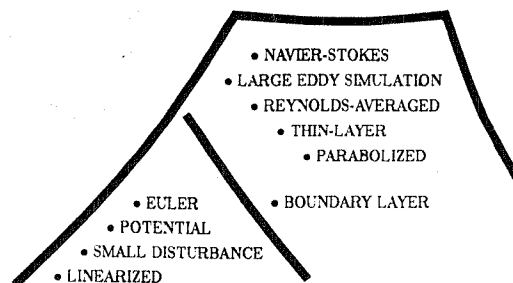 • NAVIER-STOKES
• LARGE EDDY SIMULATION
• REYNOLDS-AVERAGED
• THIN-LAYER
• PARABOLIZED
• EULER
• BOUNDARY LAYER
• POTENTIAL
• SMALL DISTURBANCE
• LINEARIZED